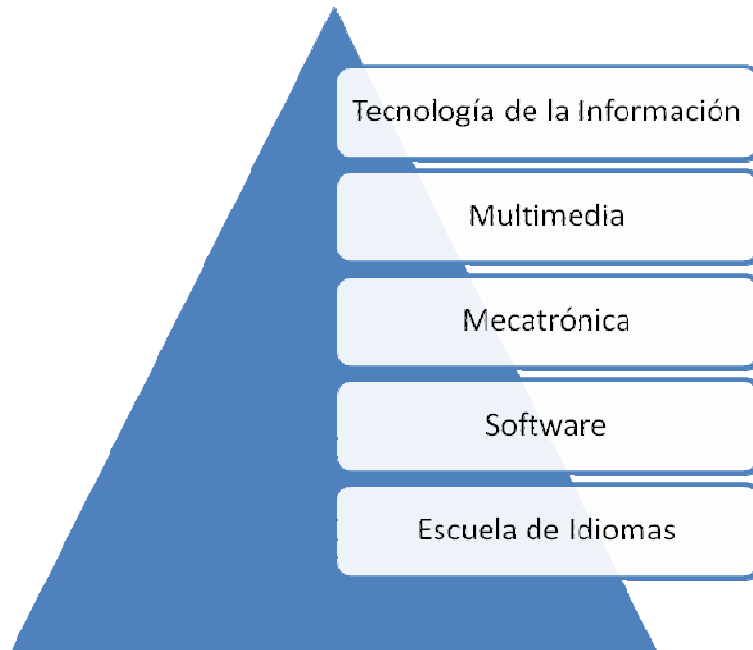 Tecnología de la Información
Multimedia
Mecatrónica
Software
Escuela de Idiomas